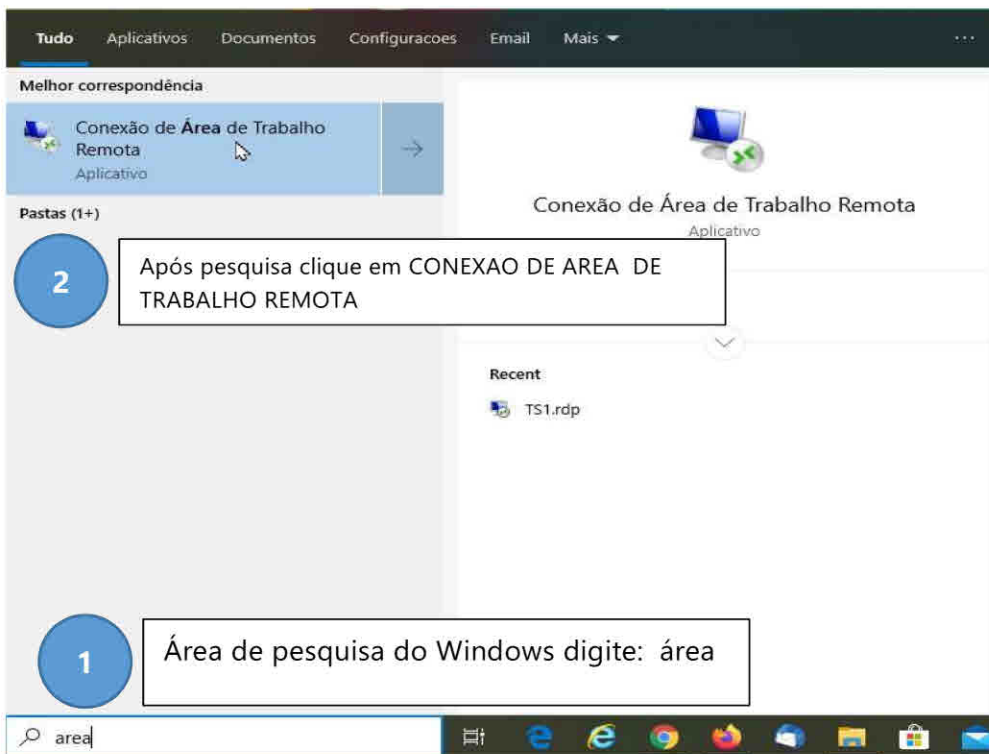 Tudo Aplicativos Documentos Configuracoes Email Mais ...
Melhor correspondência
Conexão de Área de Trabalho
Remota
Aplicativo
Conexão de Área de Trabalho Remota
Aplicativo
Pastas (1+)
2
Após pesquisa clique em CONEXAO DE AREA DE
TRABALHO REMOTA
Recent
TS1.rdp
1
Área de pesquisa do Windows digite: área
area